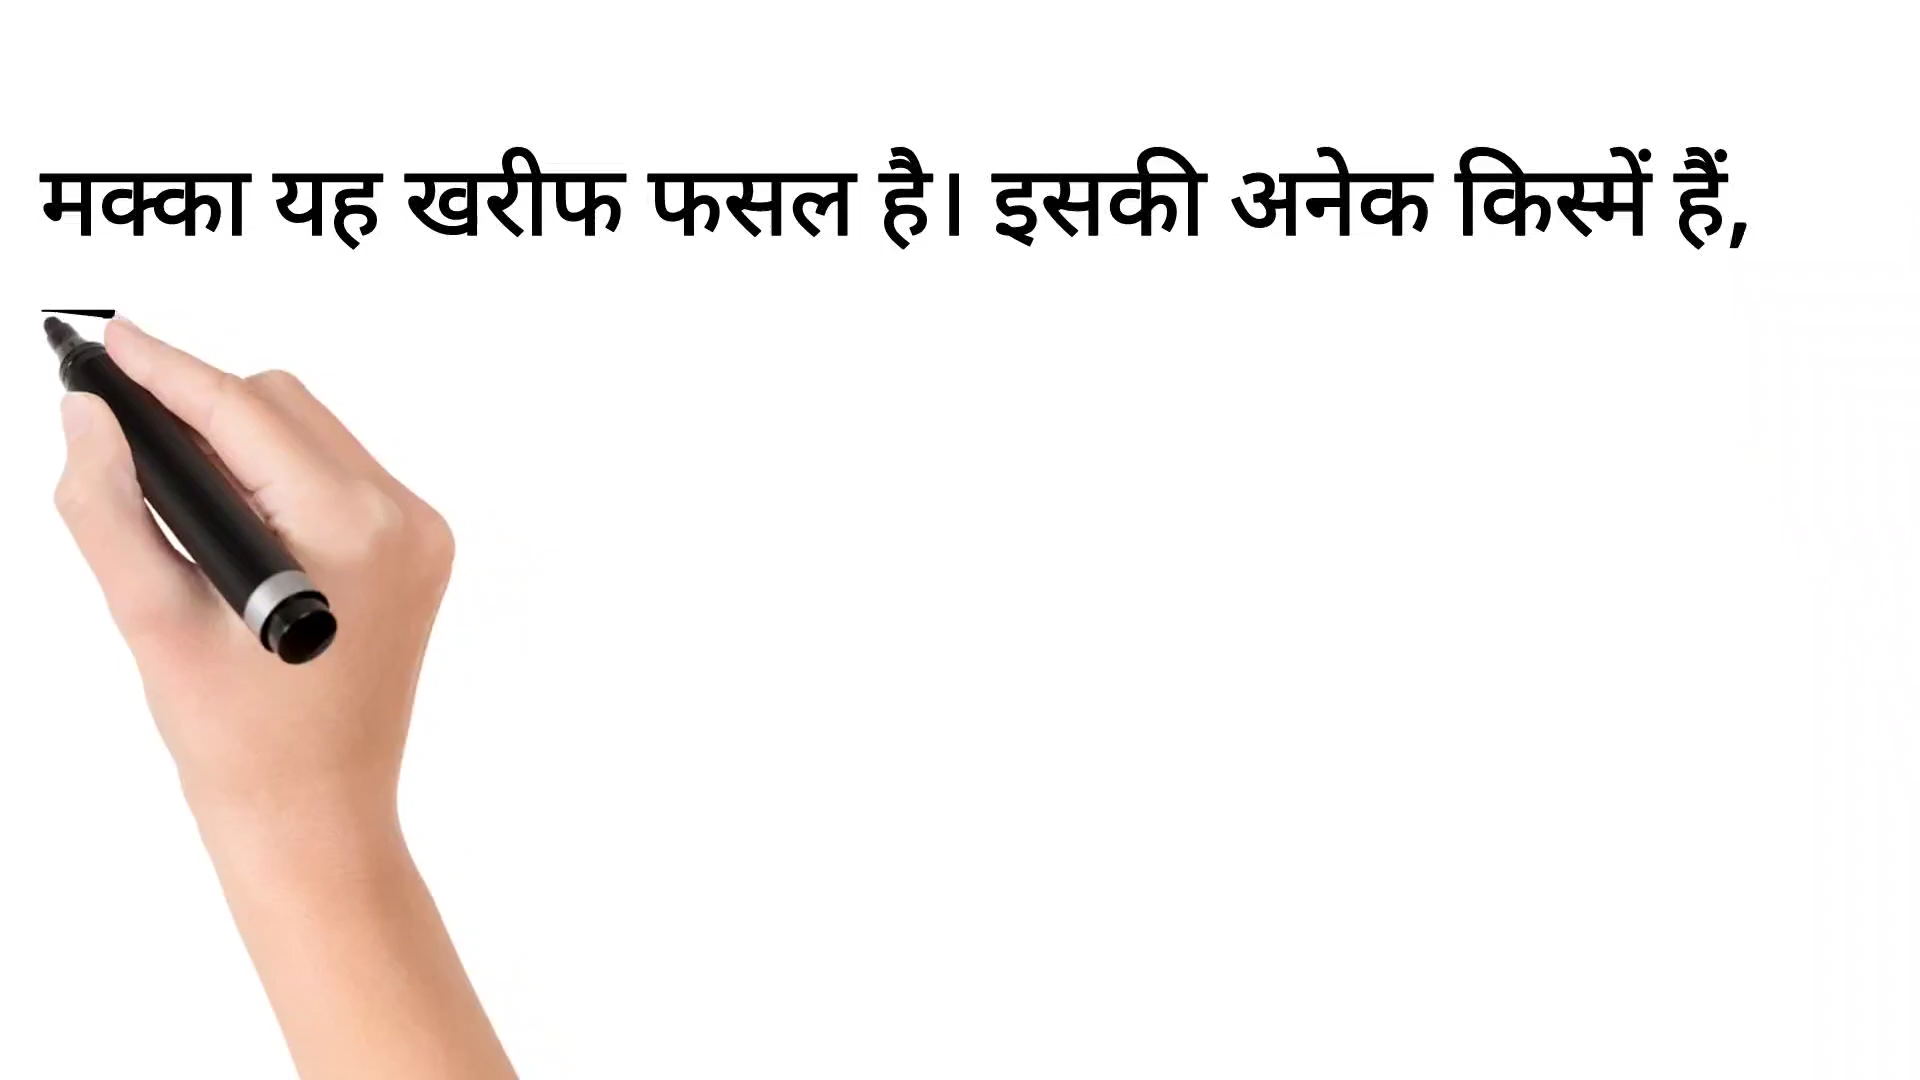 मक्का यह खरीफ फसल है। इसकी अनेक किस्में हैं,